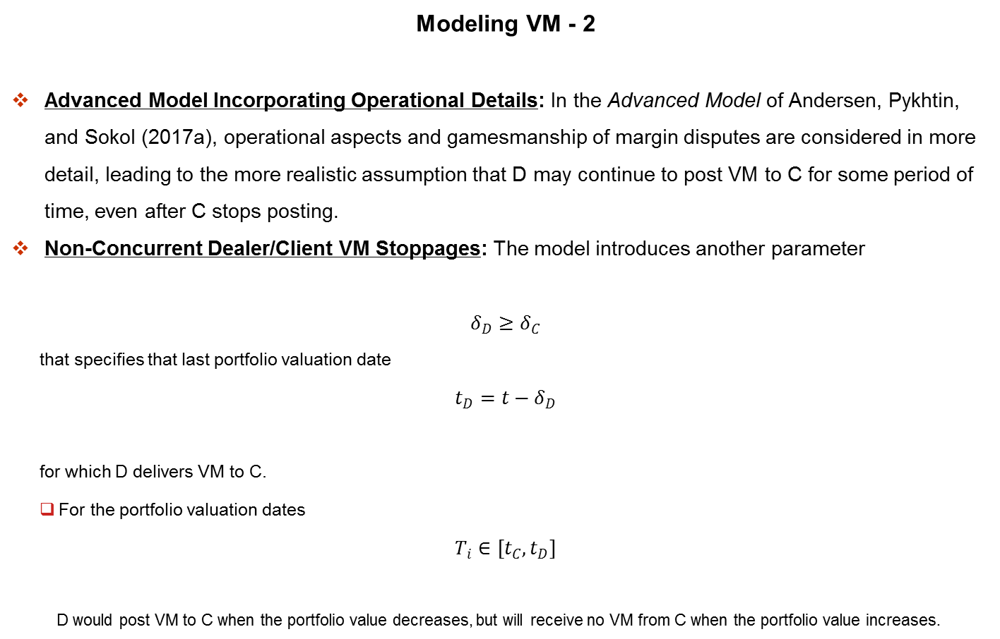 Modeling VM - 2
❖ Advanced Model Incorporating Operational Details: In the Advanced Model of Andersen, Pykhtin,
and Sokol (2017a), operational aspects and gamesmanship of margin disputes are considered in more
detail, leading to the more realistic assumption that D may continue to post VM to C for some period of
time, even after C stops posting.
❖ Non-Concurrent Dealer/Client VM Stoppages: The model introduces another parameter
δ_D ≥ δ_C
that specifies that last portfolio valuation date
t_D = t − δ_D
for which D delivers VM to C.
❑ For the portfolio valuation dates
T_i ∈ [t_C, t_D]
D would post VM to C when the portfolio value decreases, but will receive no VM from C when the portfolio value increases.